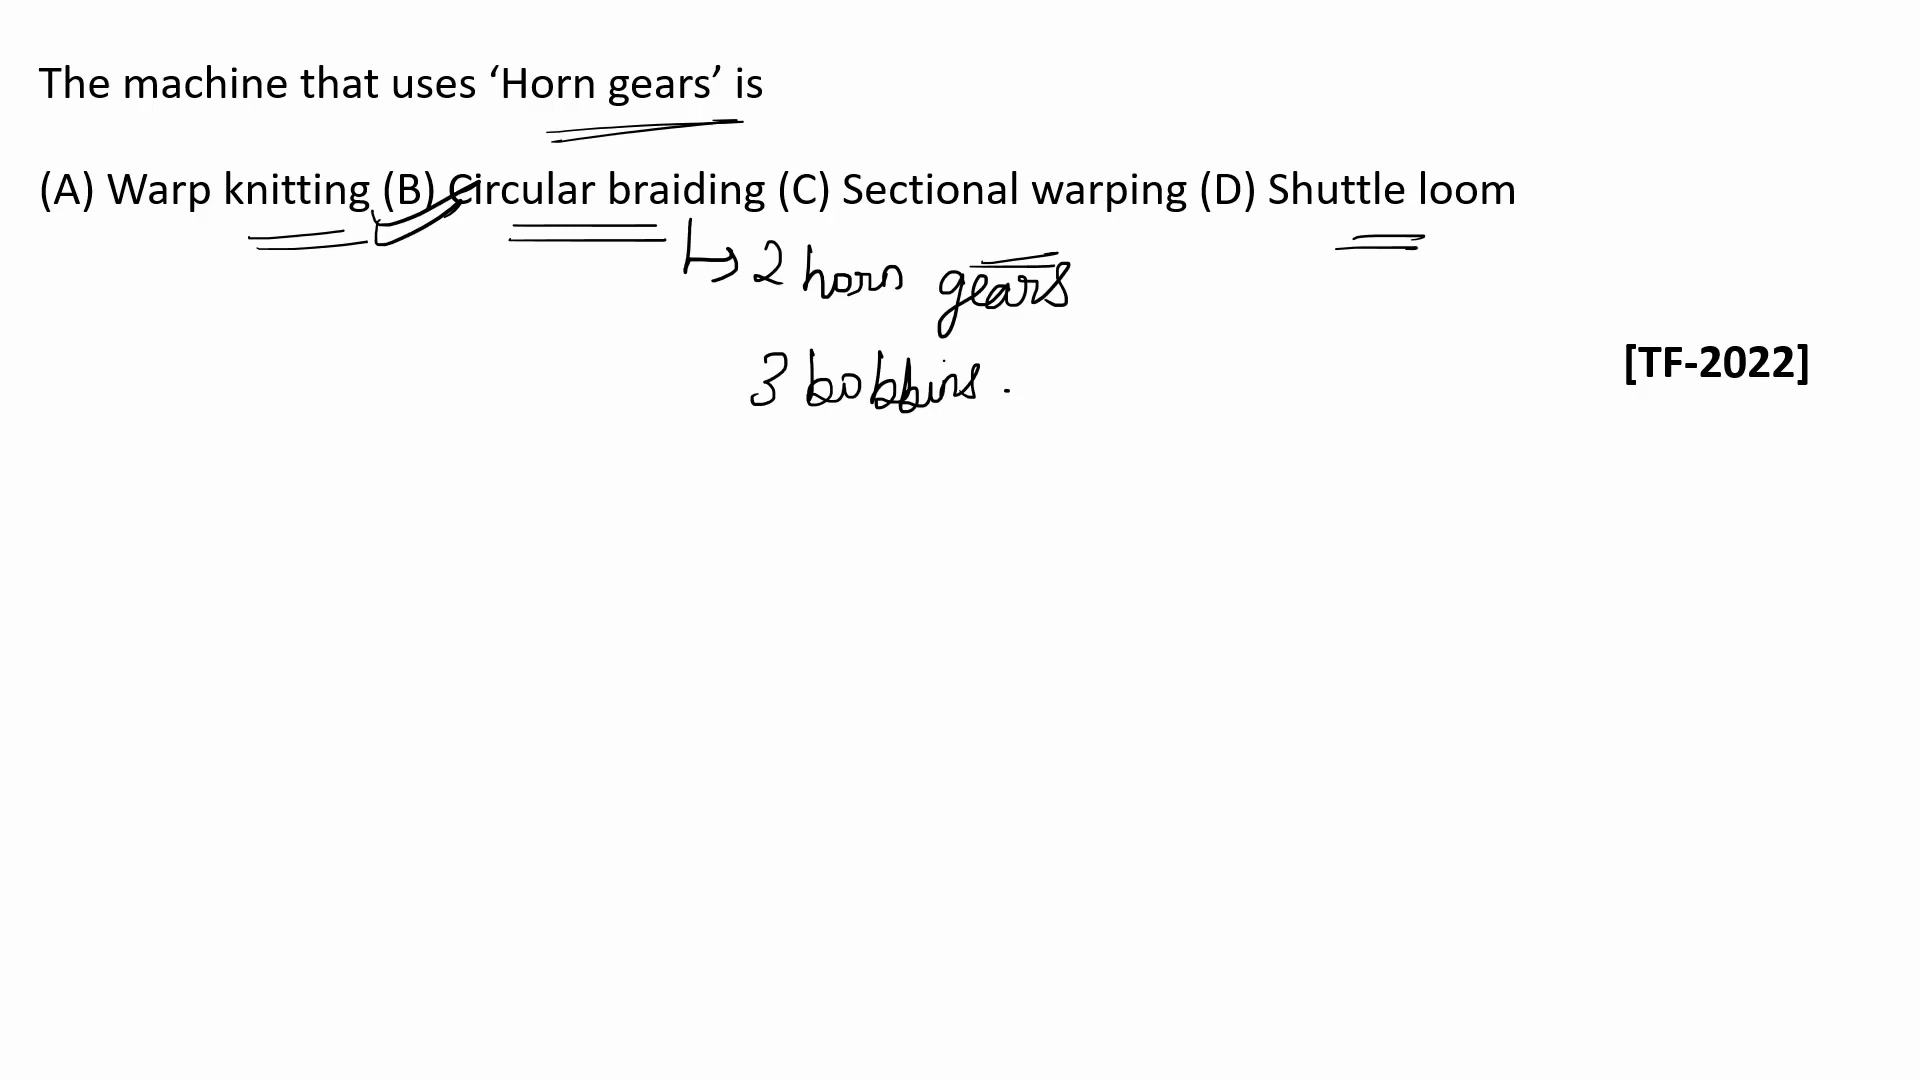 The machine that uses ‘Horn gears’ is
(A) Warp knitting (B) Circular braiding (C) Sectional warping (D) Shuttle loom
2 horn gears
[TF-2022]
3 bobbins.